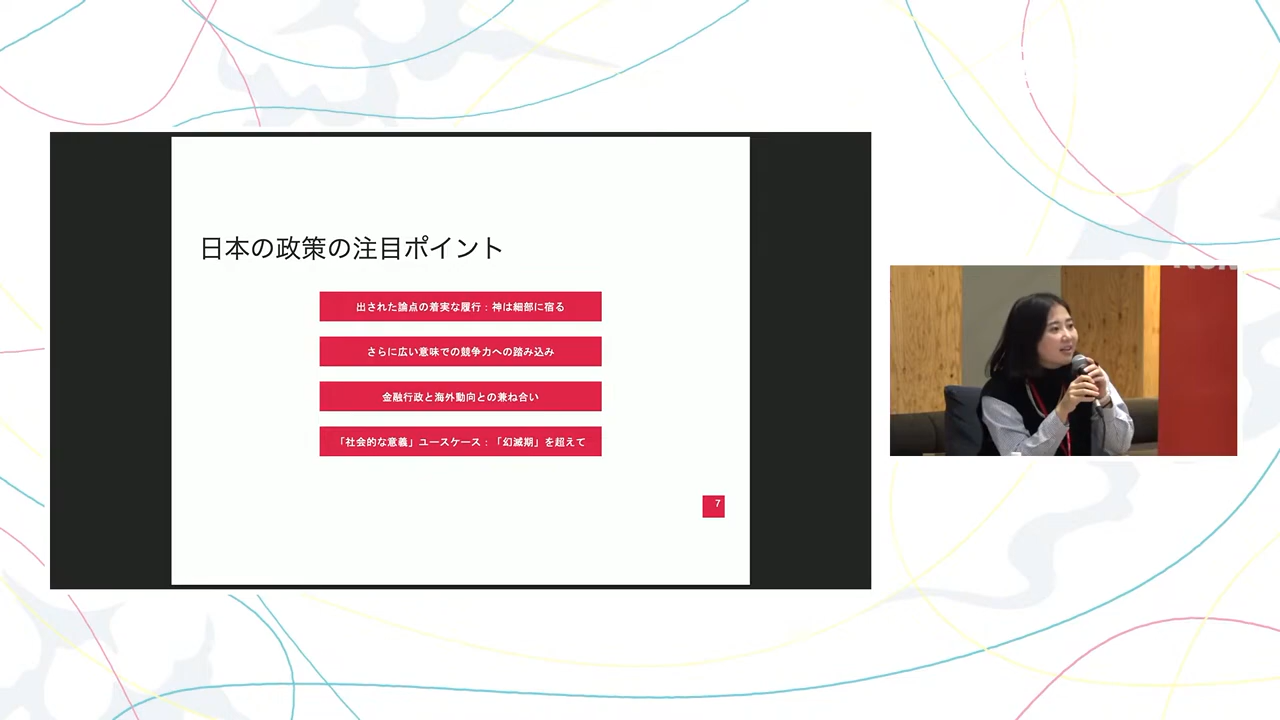 日本の政策の注目ポイント
出された論点の着実な履行：神は細部に宿る
さらに広い意味での競争力への踏み込み
金融行政と海外動向との兼ね合い
「社会的な意義」ユースケース：「幻滅期」を超えて
7